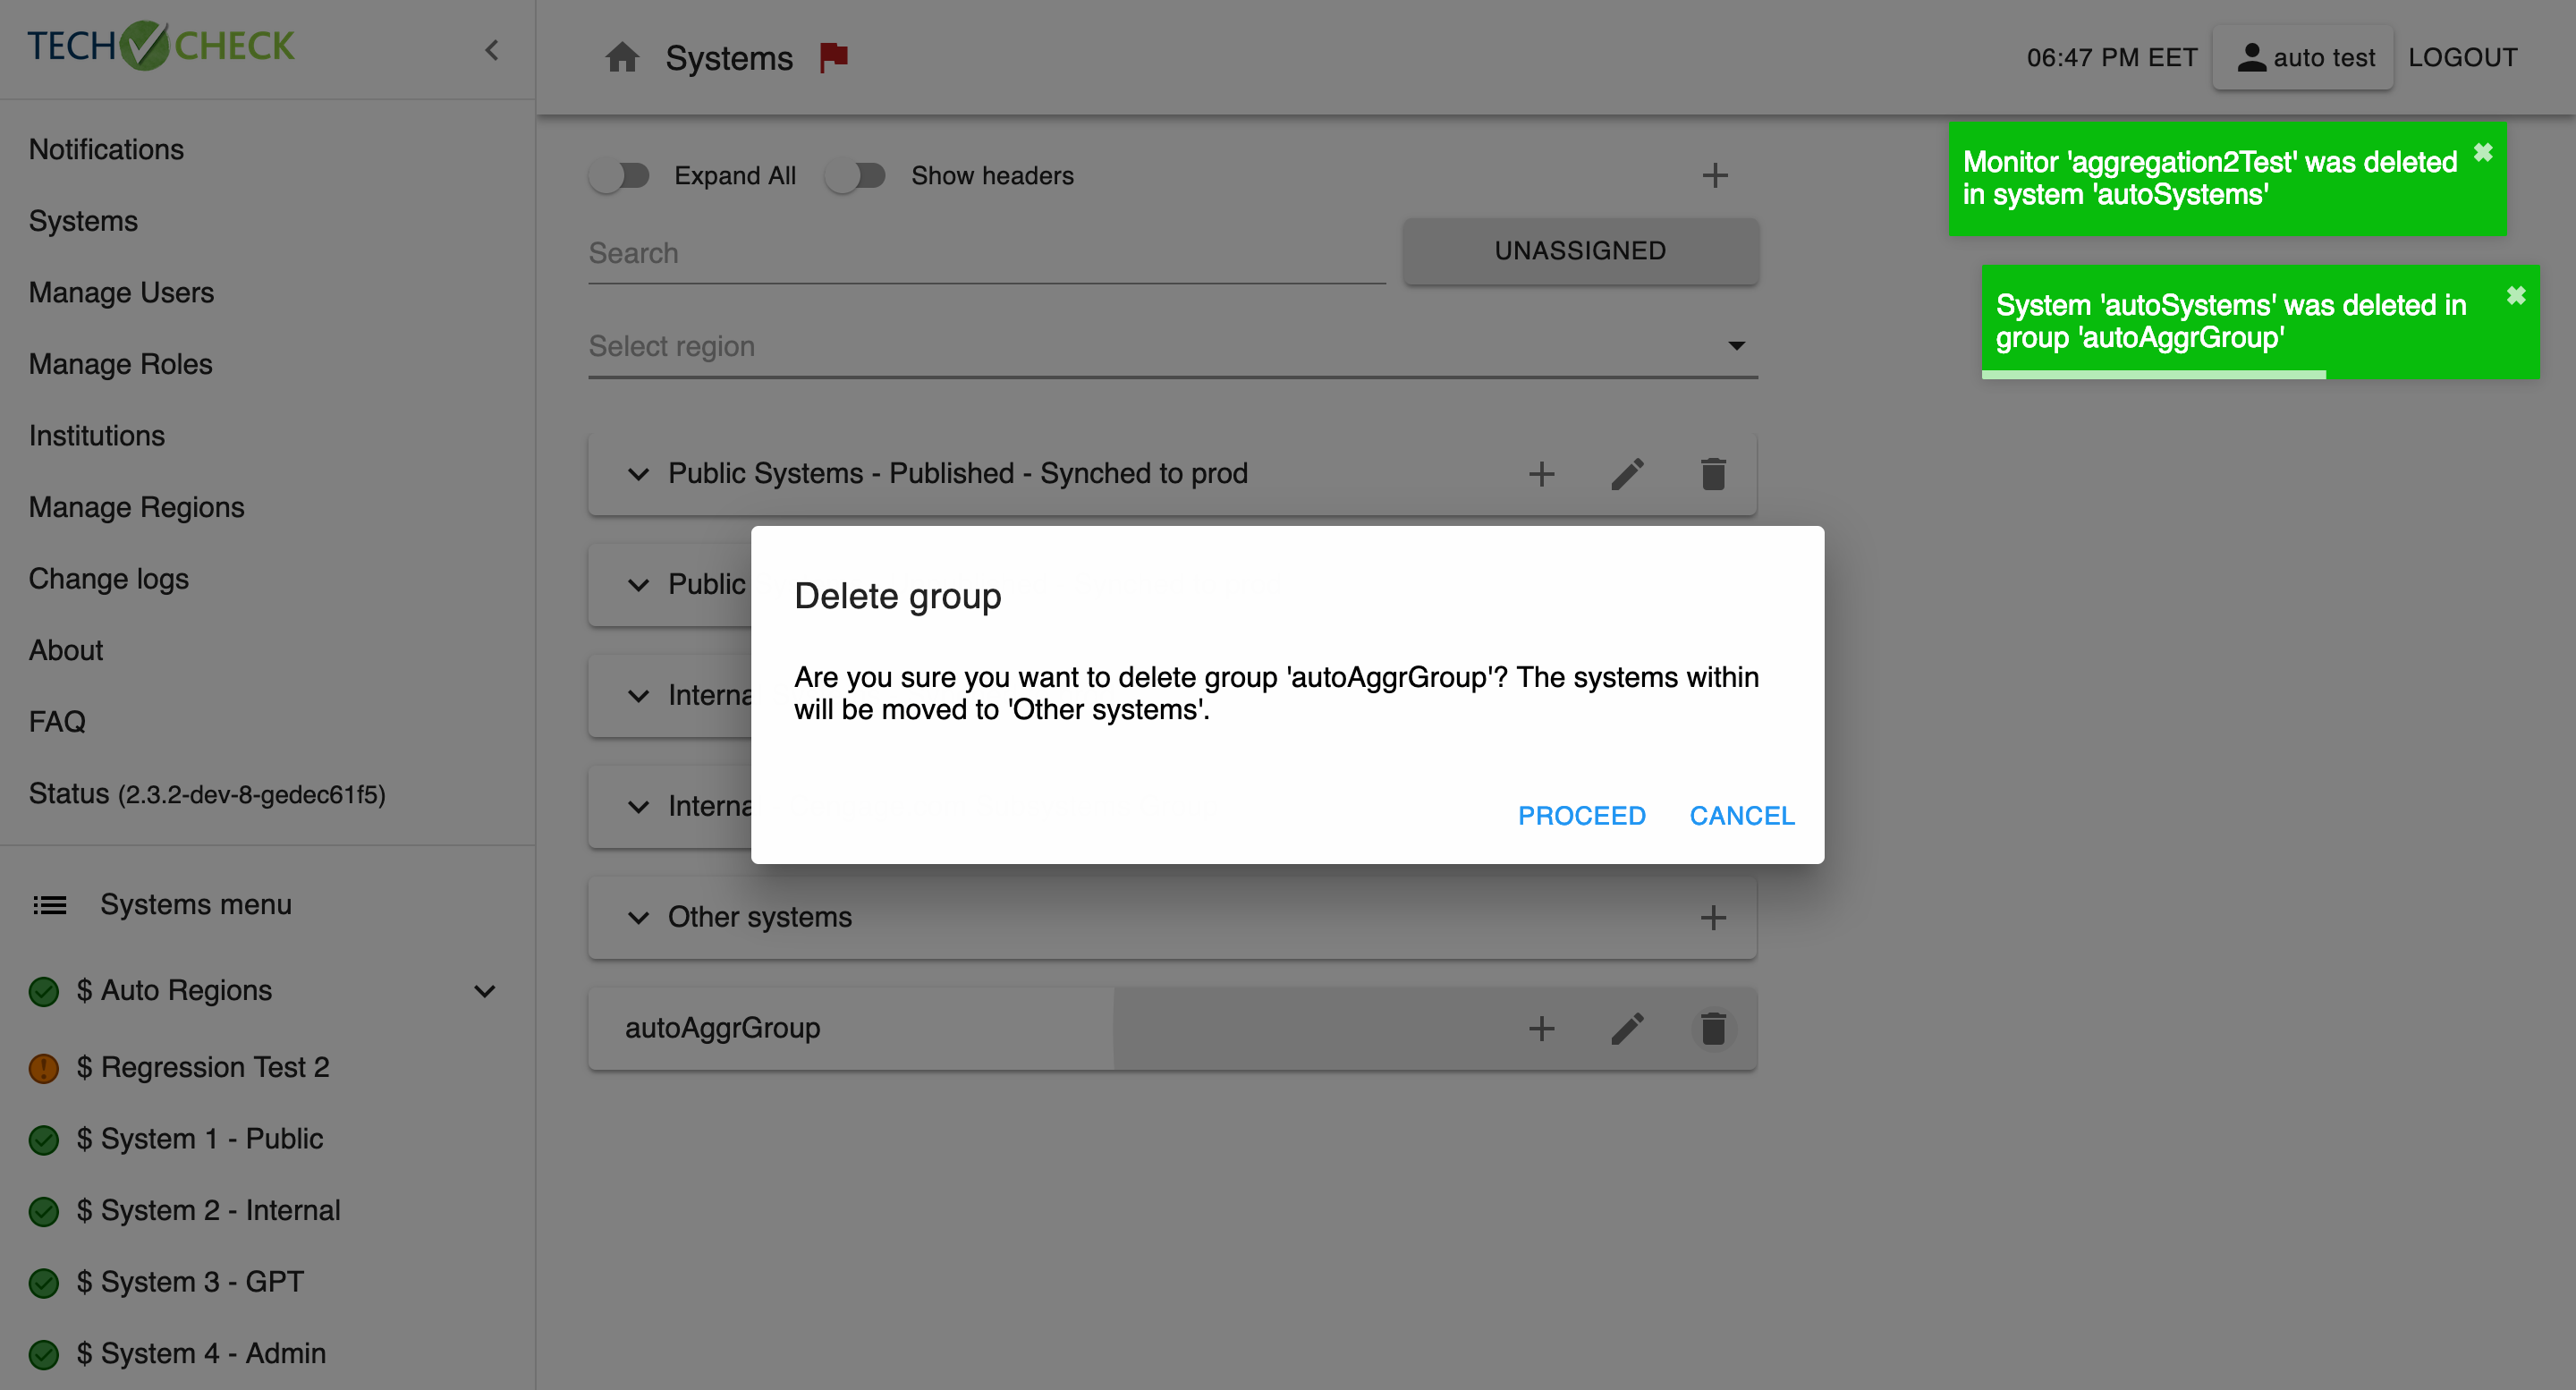 TECH CHECK
Systems
06:47 PM EET
auto test
LOGOUT
Notifications
Systems
Manage Users
Manage Roles
Institutions
Manage Regions
Change logs
About
FAQ
Status (2.3.2-dev-8-gedec61f5)
Systems menu
$ Auto Regions
$ Regression Test 2
$ System 1 - Public
$ System 2 - Internal
$ System 3 - GPT
$ System 4 - Admin
Expand All
Show headers
Search
UNASSIGNED
Select region
Public Systems - Published - Synched to prod
Public
Interna
Interna
Other systems
autoAggrGroup
Delete group
Are you sure you want to delete group 'autoAggrGroup'? The systems within
will be moved to 'Other systems'.
PROCEED
CANCEL
Monitor 'aggregation2Test' was deleted
in system 'autoSystems'
System 'autoSystems' was deleted in
group 'autoAggrGroup'